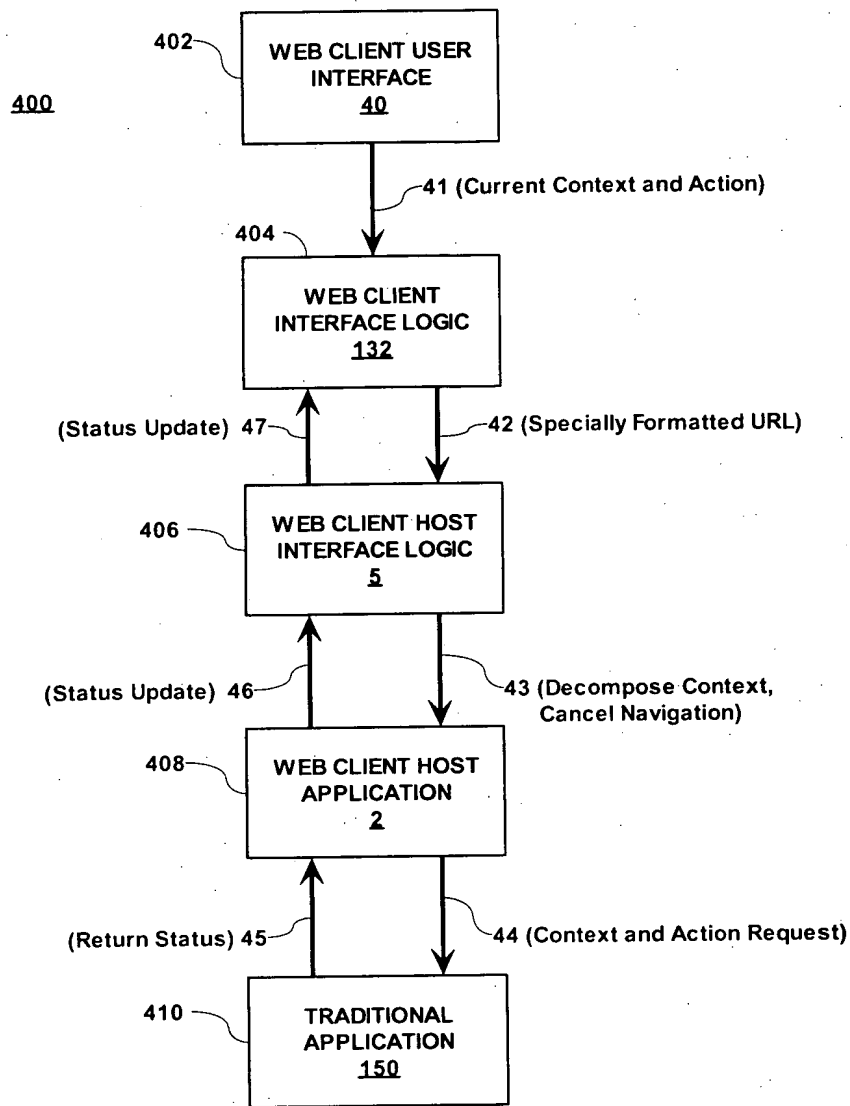 402
WEB CLIENT USER
INTERFACE
40
400
41 (Current Context and Action)
404
WEB CLIENT
INTERFACE LOGIC
132
(Status Update) 47
42 (Specially Formatted URL)
406
WEB CLIENT HOST
INTERFACE LOGIC
5
(Status Update) 46
43 (Decompose Context,
Cancel Navigation)
408
WEB CLIENT HOST
APPLICATION
2
(Return Status) 45
44 (Context and Action Request)
410
TRADITIONAL
APPLICATION
150